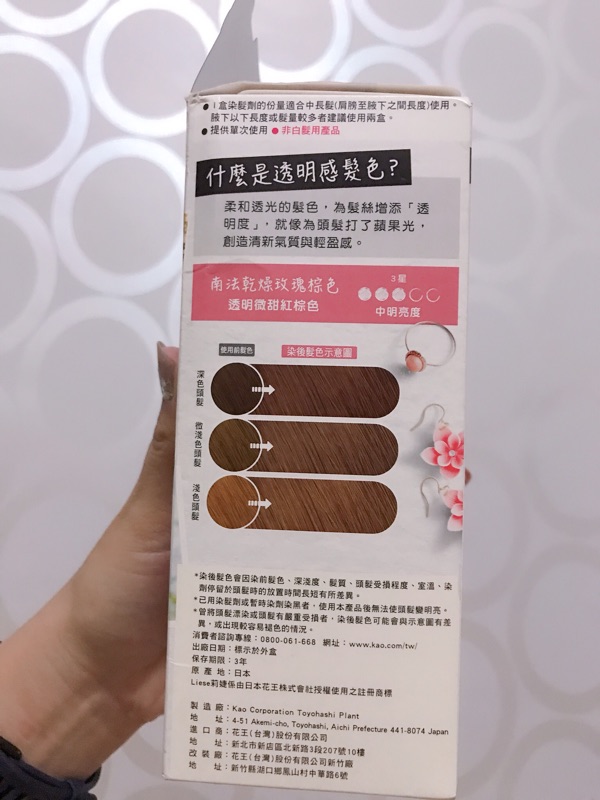 ●1盒染髮劑的份量適合中長髮(肩膀至腋下之間長度)使用。
腋下以下長度或髮量較多者建議使用兩盒。
●提供單次使用 ●非白髮用產品
什麼是透明感髮色?
柔和透光的髮色，為髮絲增添「透
明度」，就像為頭髮打了蘋果光，
創造清新氣質與輕盈感。
南法乾燥玫瑰棕色
透明微甜紅棕色
3星
中明亮度
使用前髮色
染後髮色示意圖
深色頭髮
微淺色頭髮
淺色頭髮
*染後髮色會因染前髮色、深淺度、髮質、頭髮受損程度、室溫、染
劑停留於頭髮時的放置時間長短有所差異。
*已用染髮劑或暫時染劑染黑者，使用本產品後無法使頭髮變明亮。
*曾將頭髮漂染或頭髮有嚴重受損者，染後髮色可能會與示意圖有差
異，或出現較容易褪色的情況。
消費者諮詢專線：0800-061-668 網址：www.kao.com/tw/
出廠日期：標示於外盒
保存期限：3年
原 產 地：日本
Liese莉婕係由日本花王株式會社授權使用之註冊商標
製 造 廠：Kao Corporation Toyohashi Plant
地 址：4-51 Akemi-cho, Toyohashi, Aichi Prefecture 441-8074 Japan
進 口 商：花王(台灣)股份有限公司
地 址：新北市新店區北新路3段207號10樓
改 裝 廠：花王(台灣)股份有限公司新竹廠
地 址：新竹縣湖口鄉鳳山村中華路6號